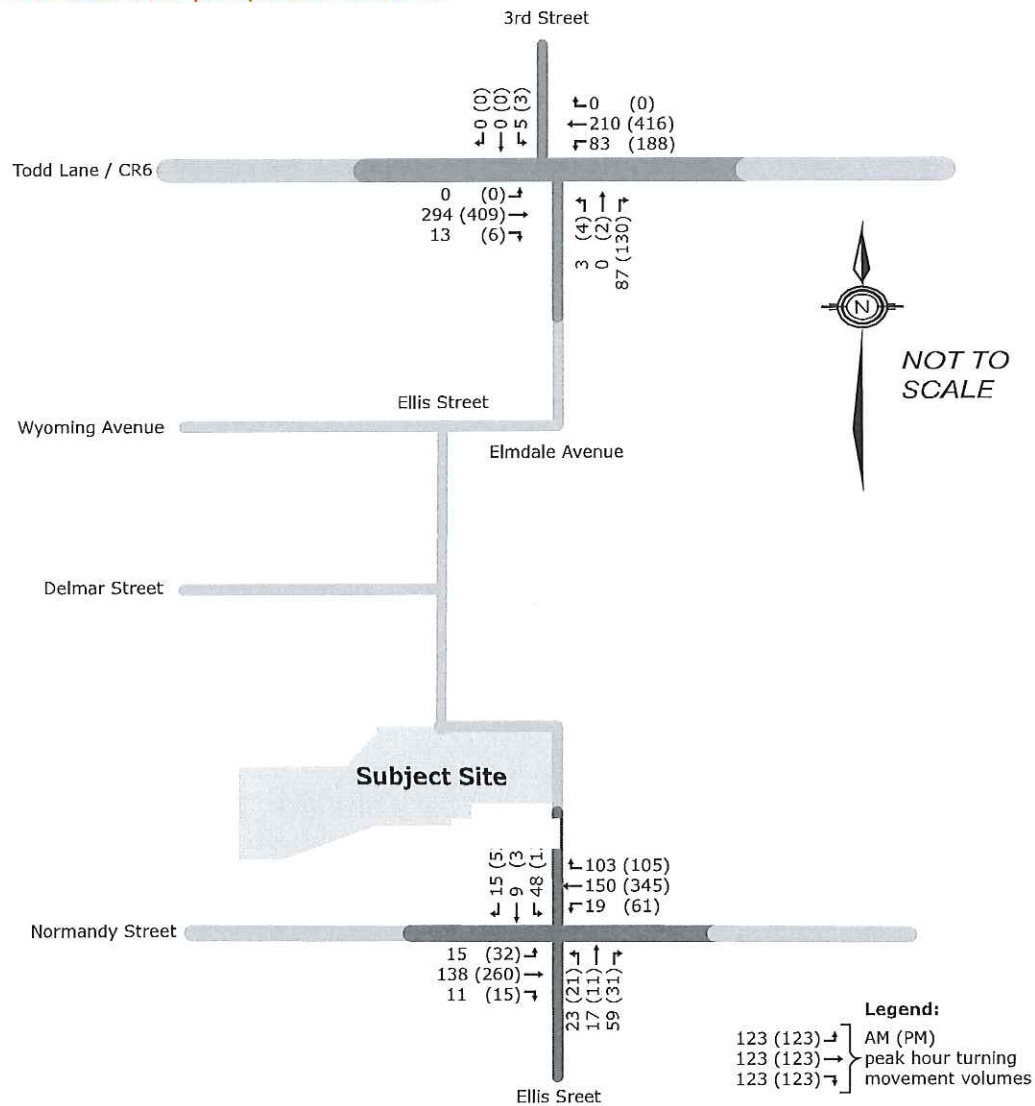 3rd Street
0 (0)
0 (0)
5 (3)
0 (0)
210 (416)
83 (188)
Todd Lane / CR6
0 (0)
294 (409)
13 (6)
3 (4)
0 (2)
87 (130)
N
NOT TO
SCALE
Ellis Street
Wyoming Avenue
Elmdale Avenue
Delmar Street
Subject Site
15
9
48
103 (105)
150 (345)
19 (61)
Normandy Street
15 (32)
138 (260)
11 (15)
23 (21)
17 (11)
59 (31)
Legend:
123 (123) AM (PM)
123 (123) peak hour turning
123 (123) movement volumes
Ellis Sreet